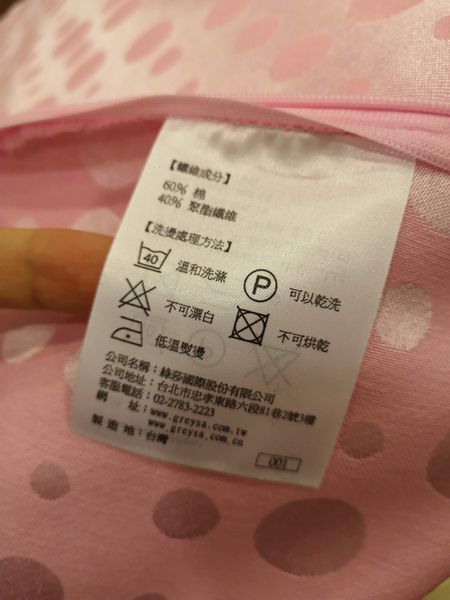 【纖維成分】
60% 棉
40% 聚酯纖維
【洗燙處理方法】
40 溫和洗滌 P 可以乾洗
不可漂白 不可烘乾
低溫熨燙
公司名稱：綠莎國際股份有限公司
公司地址：台北市忠孝東路六段81巷2號3樓
客服電話：02-2783-2223
網 址：www.greysa.com.tw
www.greysa.com.cn
製造地：台灣
001